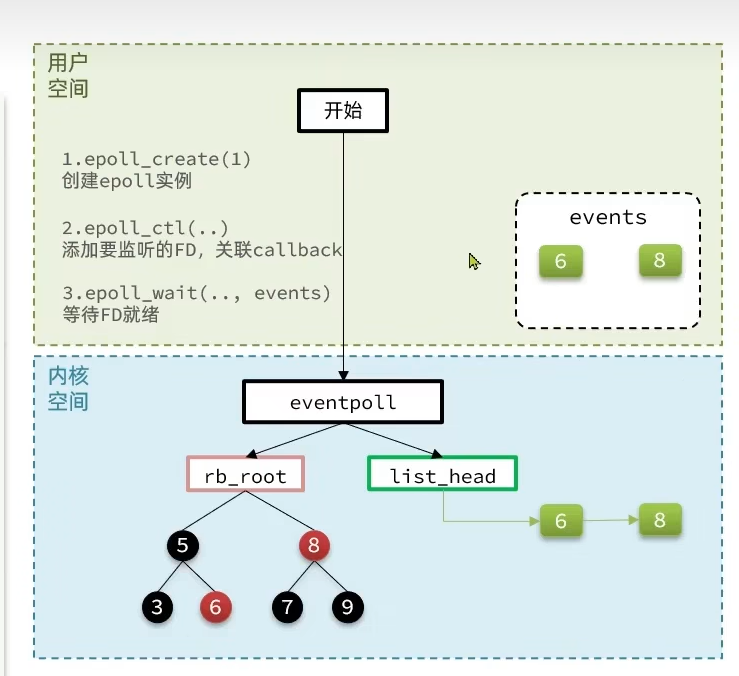 用户
空间
开始
1.epoll_create(1)
创建epoll实例
2.epoll_ctl(..)
添加要监听的FD，关联callback
3.epoll_wait(.., events)
等待FD就绪
events
6
8
内核
空间
eventpoll
rb_root
list_head
6
8
5
8
3
6
7
9